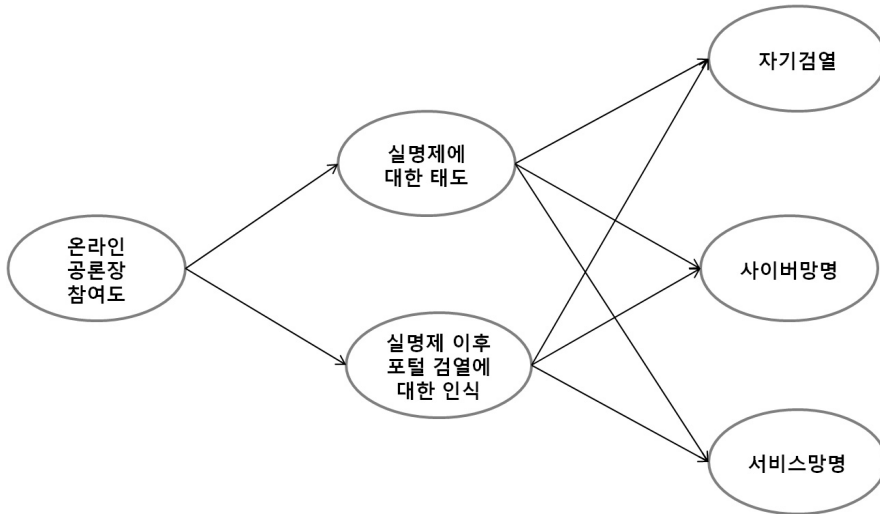 자기검열
실명제에
대한 태도
온라인
공론장
참여도
사이버망명
실명제 이후
포털 검열에
대한 인식
서비스망명